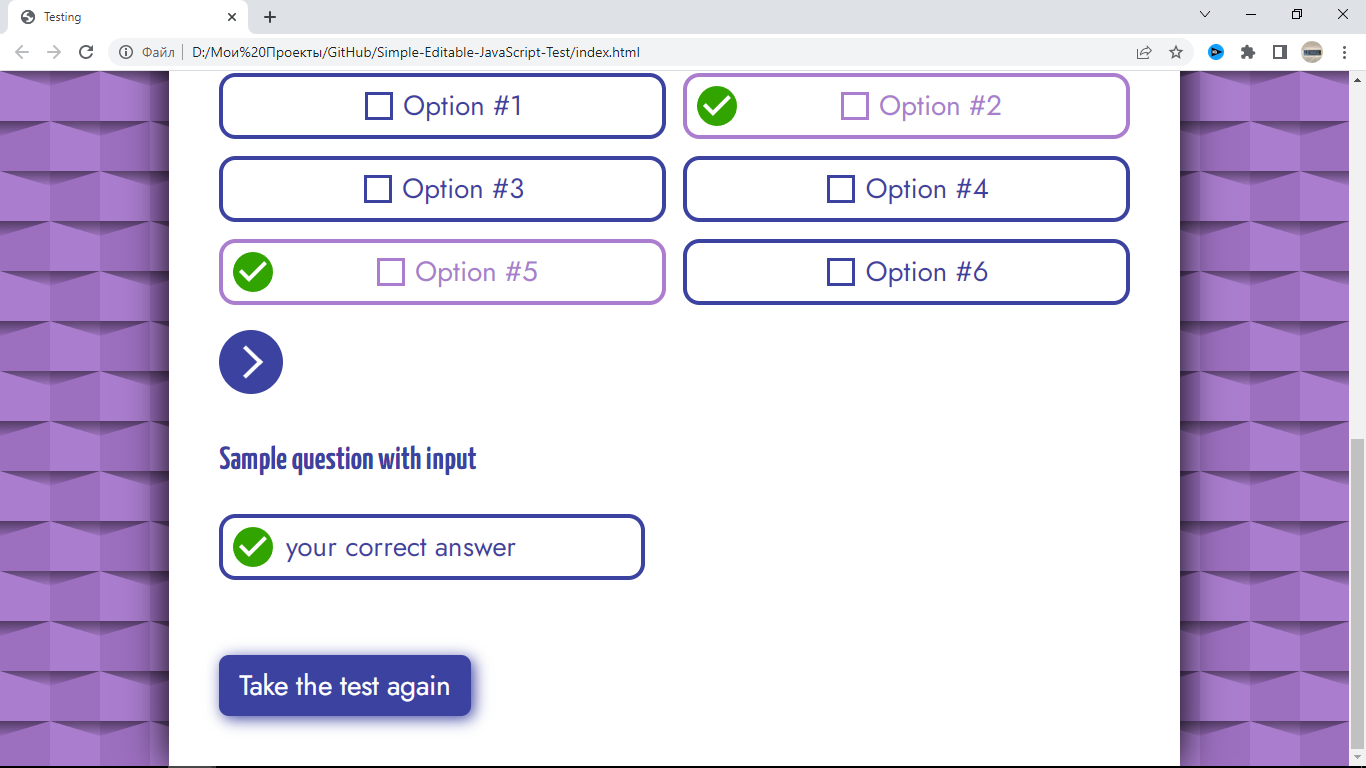 Testing
Файл
D:/Мои%20Проекты/GitHub/Simple-Editable-JavaScript-Test/index.html
Option #1
Option #2
Option #3
Option #4
Option #5
Option #6
Sample question with input
your correct answer
Take the test again